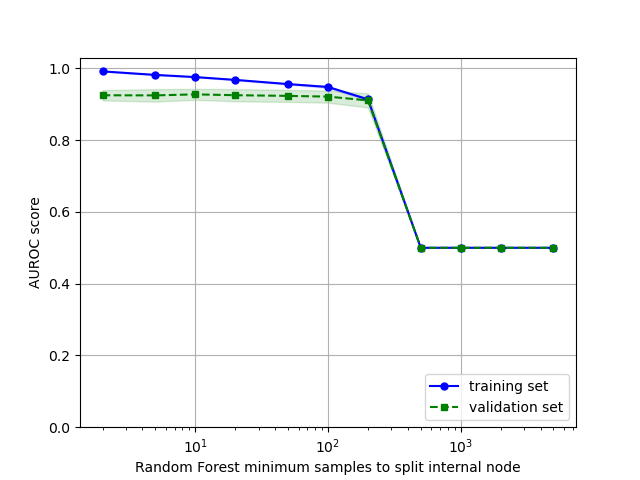 1.0
0.8
0.6
0.4
0.2
0.0
AUROC score
training set
validation set
10¹
10²
10³
Random Forest minimum samples to split internal node